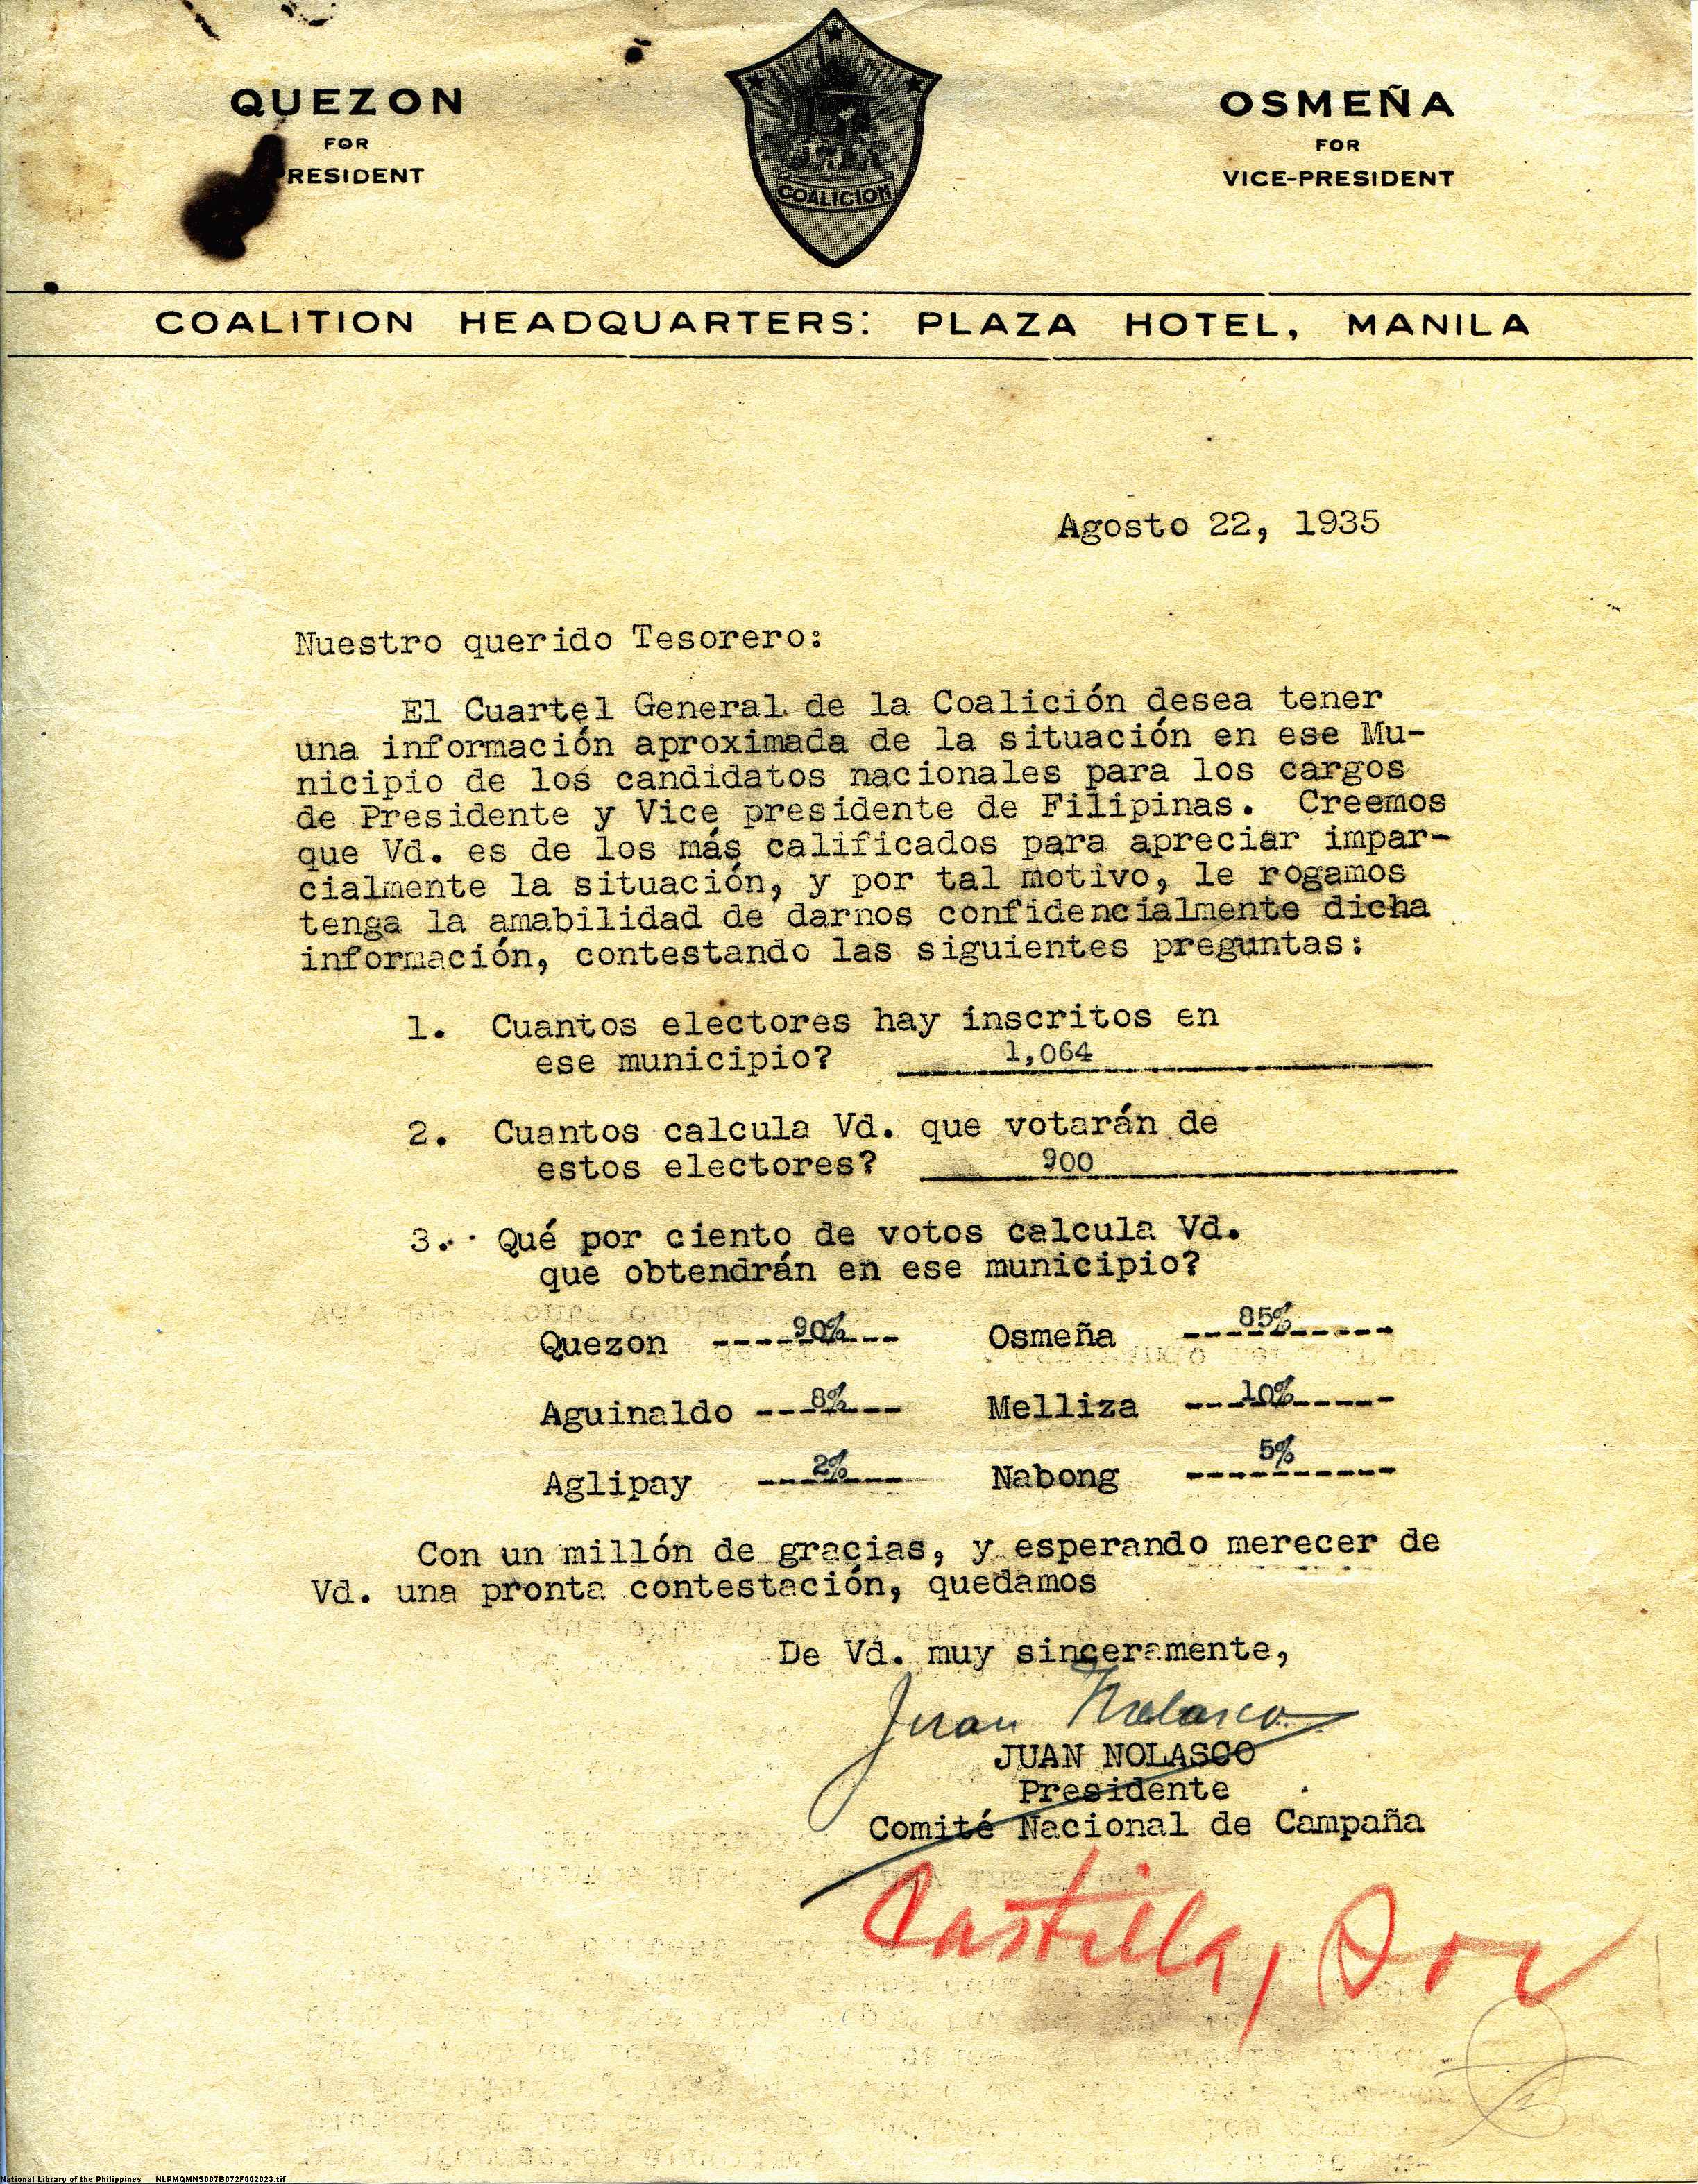 QUEZON
FOR
RESIDENT
COALICION
OSMEÑA
FOR
VICE-PRESIDENT
COALITION HEADQUARTERS: PLAZA HOTEL, MANILA
Agosto 22, 1935
Nuestro querido Tesorero:
El Cuartel General de la Coalición desea tener
una información aproximada de la situación en ese Mu-
nicipio de los candidatos nacionales para los cargos
de Presidente y Vice presidente de Filipinas. Creemos
que Vd. es de los más calificados para apreciar impar-
cialmente la situación, y por tal motivo, le rogamos
tenga la amabilidad de darnos confidencialmente dicha
información, contestando las siguientes preguntas:
1. Cuantos electores hay inscritos en
ese municipio? 1,064
2. Cuantos calcula Vd. que votarán de
estos electores? 900
3. Qué por ciento de votos calcula Vd.
que obtendrán en ese municipio?
Quezon ----90%--- Osmeña ---85%-----
Aguinaldo ---8%--- Melliza ---10%-----
Aglipay ---2%--- Nabong ----5%-----
Con un millón de gracias, y esperando merecer de
Vd. una pronta contestación, quedamos
De Vd. muy sinceramente,
Juan Nolasco
JUAN NOLASCO
Presidente
Comité Nacional de Campaña
Castilla, Sor
National Library of the Philippines NLPMQMNS007B072F002023.tif